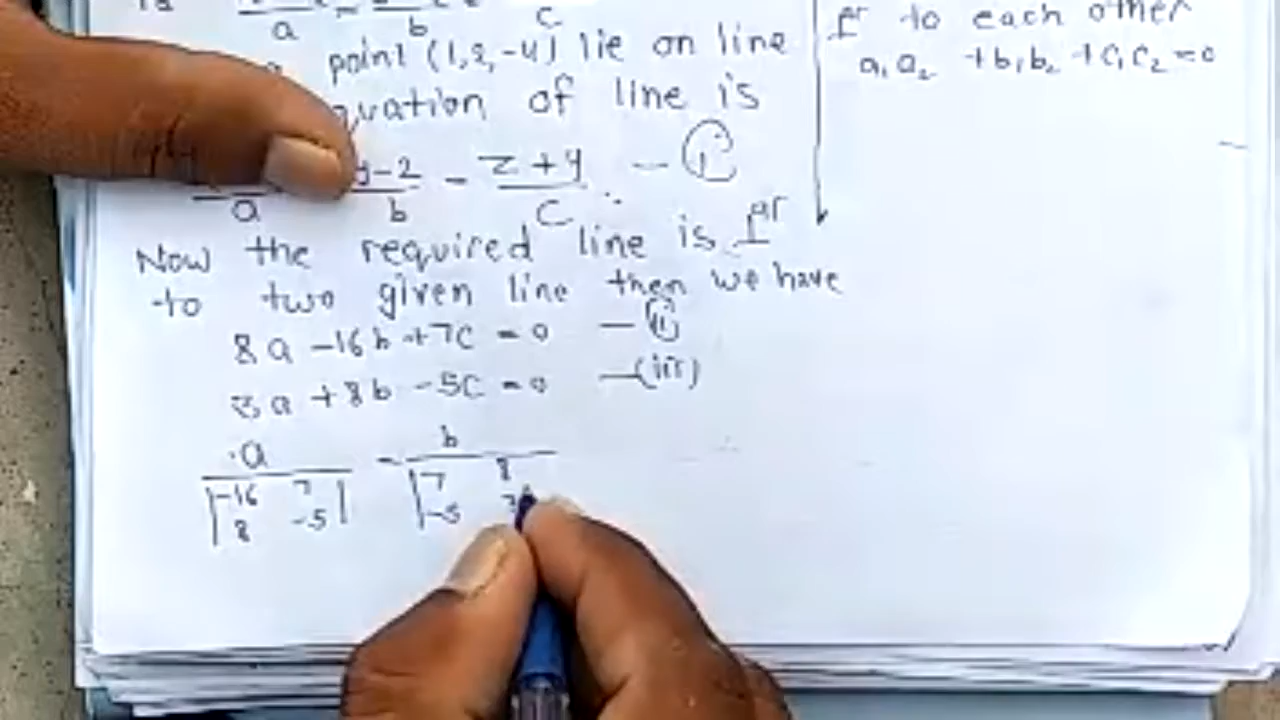 a b c
point (1,2,-4) lie on line
quation of line is
y-2 = z+4 - (i)
a b c
Now the required line is ⊥ar
to two given line then we have
8a -16b +7c = 0 - (ii)
3a +8b -5c = 0 - (iii)
a = b
|-16 7| |7 8
8 -5 -5 3
⊥ar to each other
a₁a₂ +b₁b₂ +c₁c₂=0